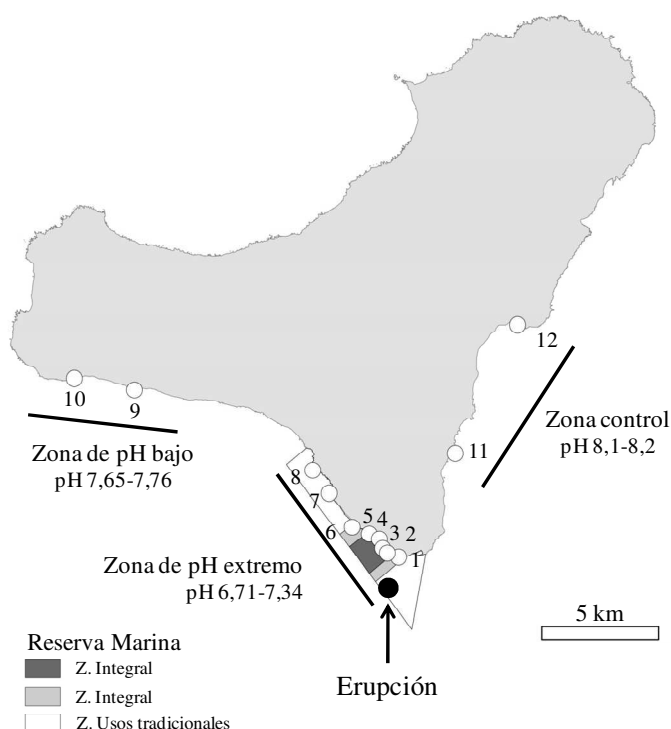 12
10
9
11
Zona control
pH 8,1-8,2
Zona de pH bajo
pH 7,65-7,76
8
7
6
5
4
3
2
1
Zona de pH extremo
pH 6,71-7,34
5 km
Erupción
Reserva Marina
Z. Integral
Z. Integral
Z. Usos tradicionales